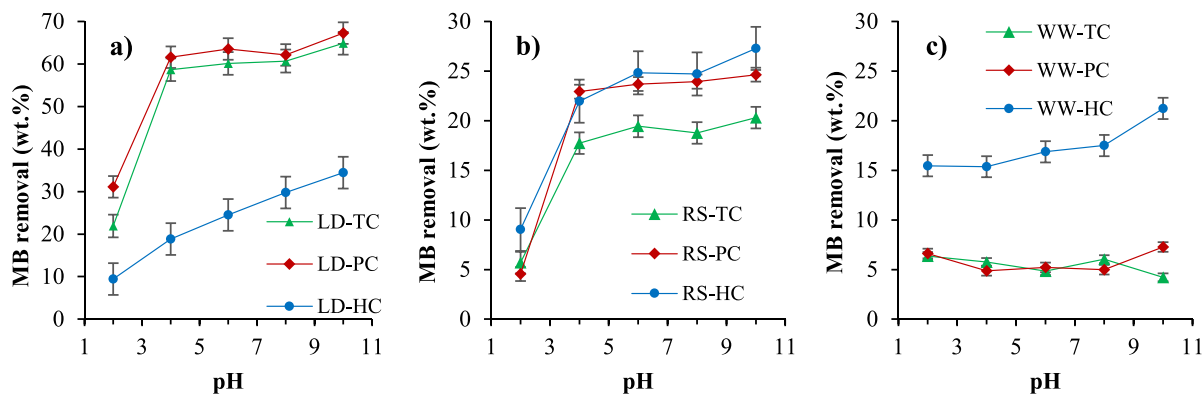 a)
MB removal (wt.%)
70
60
50
40
30
20
10
0
1 3 5 7 9 11
pH
LD-TC
LD-PC
LD-HC
b)
MB removal (wt.%)
30
25
20
15
10
5
0
1 3 5 7 9 11
pH
RS-TC
RS-PC
RS-HC
c)
MB removal (wt.%)
30
25
20
15
10
5
0
1 3 5 7 9 11
pH
WW-TC
WW-PC
WW-HC